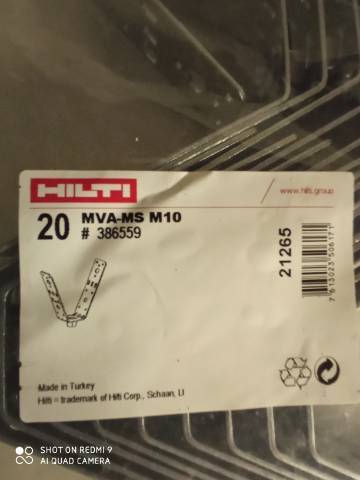 HILTI
www.hilti.group
20 MVA-MS M10
# 386559
21265
7613023506171
Made in Turkey
Hilti = trademark of Hilti Corp., Schaan, LI
SHOT ON REDMI 9
AI QUAD CAMERA